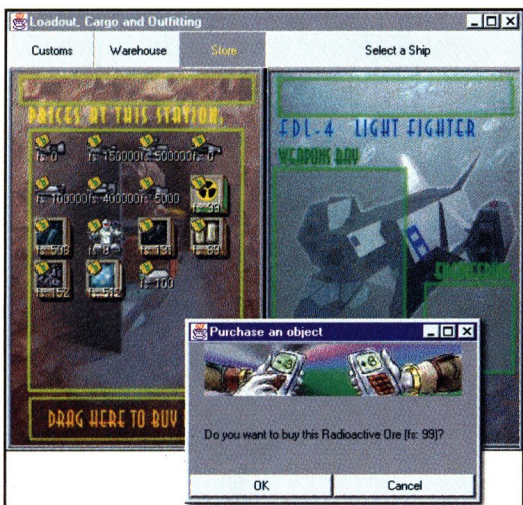 Loadout, Cargo and Outfitting
Customs Warehouse Store Select a Ship
PRICES AT THIS STATION.
FDL-4 LIGHT FIGHTER
WEAPONS BAY
fs: 0 fs: 150000 fs: 500000 fs: 0
fs: 100000 fs: 400000 fs: 5000 fs: 99
fs: 131 fs: 99
ENGINEERING
fs: 152 fs: 512 fs: 100
Purchase an object
DRAG HERE TO BUY
Do you want to buy this Radioactive Ore (fs: 99)?
OK Cancel